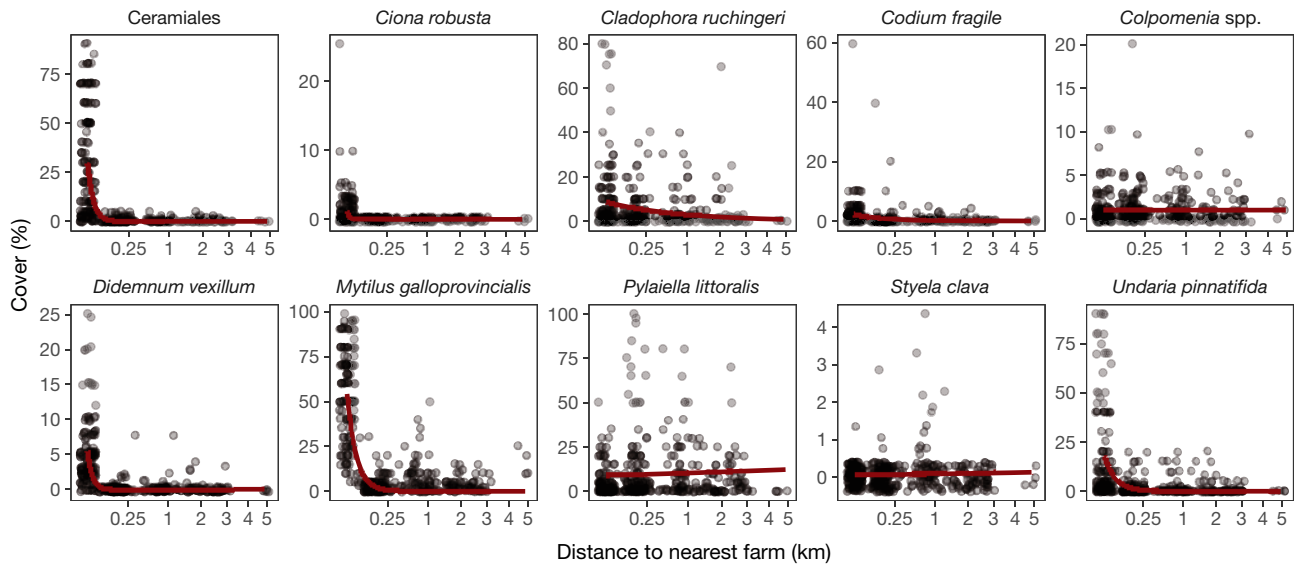 Ceramiales
Ciona robusta
Cladophora ruchingeri
Codium fragile
Colpomenia spp.
75
50
25
0
0.25 1 2 3 4 5
20
10
0
0.25 1 2 3 4 5
80
60
40
20
0
0.25 1 2 3 4 5
60
40
20
0
0.25 1 2 3 4 5
20
15
10
5
0
0.25 1 2 3 4 5
Cover (%)
Didemnum vexillum
Mytilus galloprovincialis
Pylaiella littoralis
Styela clava
Undaria pinnatifida
25
20
15
10
5
0
0.25 1 2 3 4 5
100
75
50
25
0
0.25 1 2 3 4 5
100
75
50
25
0
0.25 1 2 3 4 5
4
3
2
1
0
0.25 1 2 3 4 5
75
50
25
0
0.25 1 2 3 4 5
Distance to nearest farm (km)